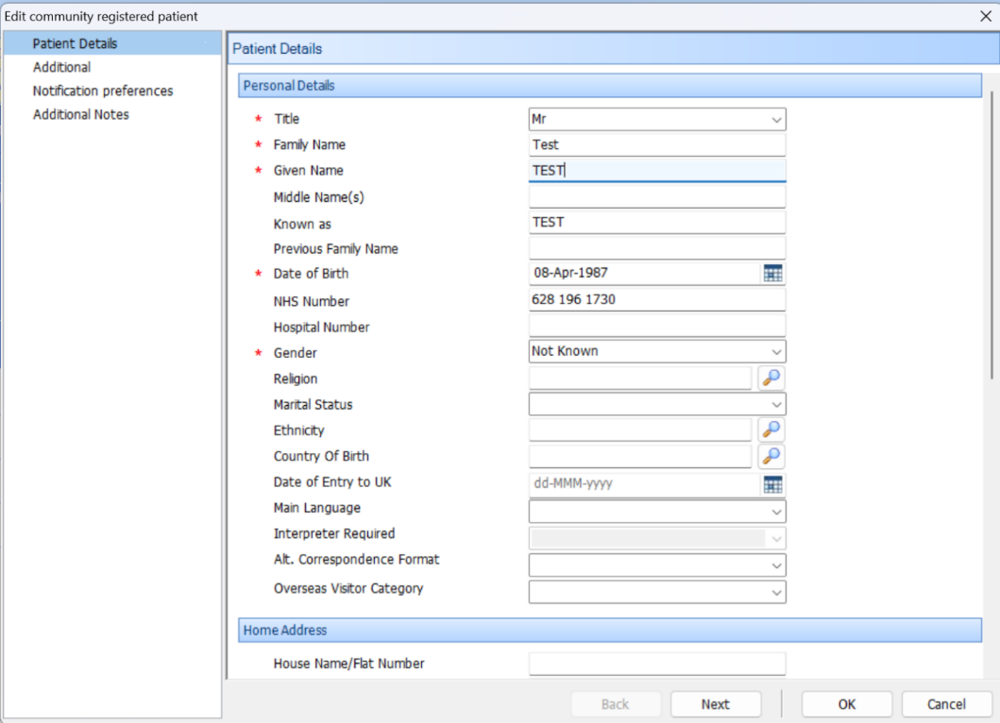 Edit community registered patient
Patient Details
Additional
Notification preferences
Additional Notes
Patient Details
Personal Details
* Title Mr
* Family Name Test
* Given Name TEST
Middle Name(s)
Known as TEST
Previous Family Name
* Date of Birth 08-Apr-1987
NHS Number 628 196 1730
Hospital Number
* Gender Not Known
Religion
Marital Status
Ethnicity
Country Of Birth
Date of Entry to UK dd-MMM-yyyy
Main Language
Interpreter Required
Alt. Correspondence Format
Overseas Visitor Category
Home Address
House Name/Flat Number
Back Next OK Cancel